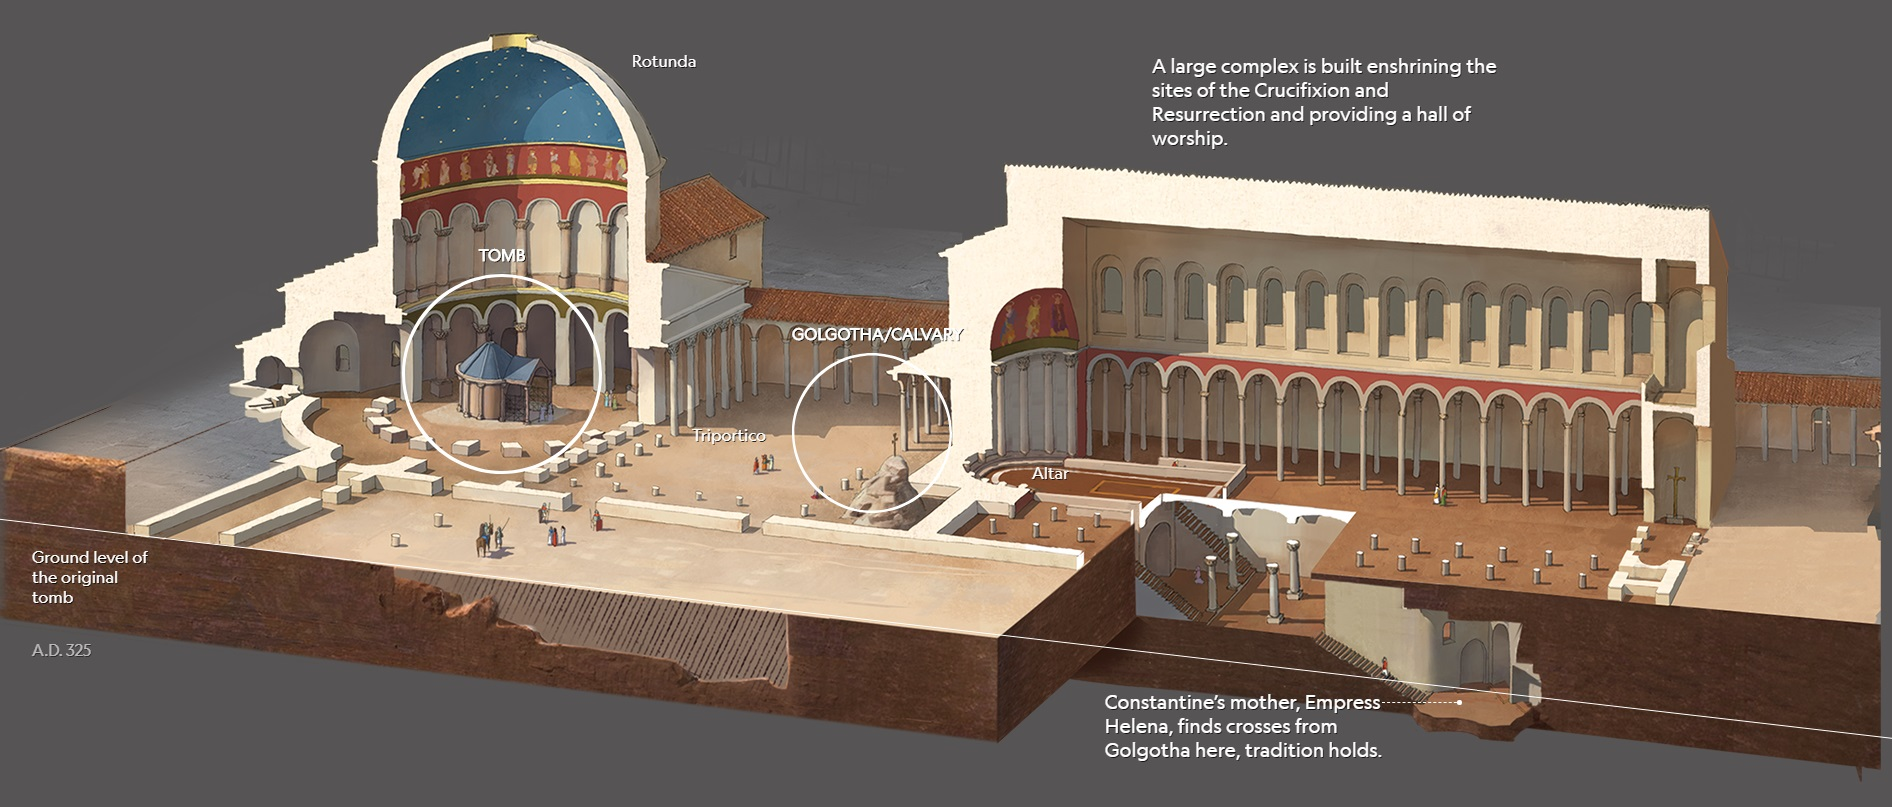 Rotunda
A large complex is built enshrining the
sites of the Crucifixion and
Resurrection and providing a hall of
worship.
TOMB
GOLGOTHA/CALVARY
Triportico
Altar
Ground level of
the original
tomb
A.D. 325
Constantine’s mother, Empress
Helena, finds crosses from
Golgotha here, tradition holds.